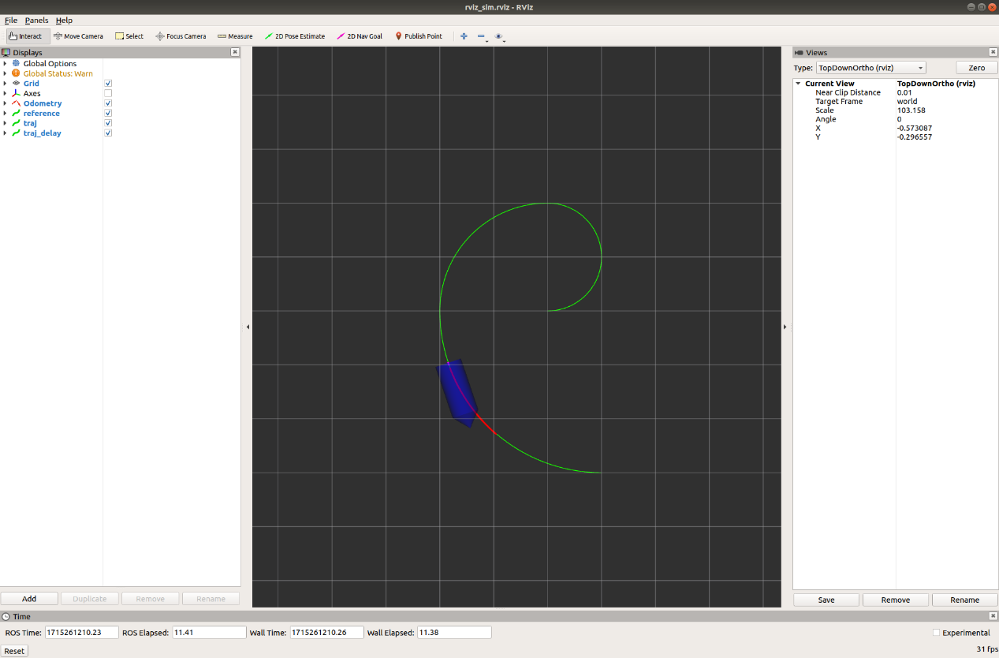 rviz_sim.rviz - RViz
File Panels Help
Interact Move Camera Select Focus Camera Measure 2D Pose Estimate 2D Nav Goal Publish Point
Displays
Global Options
Global Status: Warn
Grid
Axes
Odometry
reference
traj
traj_delay
Add Duplicate Remove Rename
Views
Type: TopDownOrtho (rviz) Zero
Current View TopDownOrtho (rviz)
Near Clip Distance 0.01
Target Frame world
Scale 103.158
Angle 0
X -0.573087
Y -0.296557
Save Remove Rename
Time
ROS Time: 1715261210.23 ROS Elapsed: 11.41 Wall Time: 1715261210.26 Wall Elapsed: 11.38 Experimental
Reset 31 fps